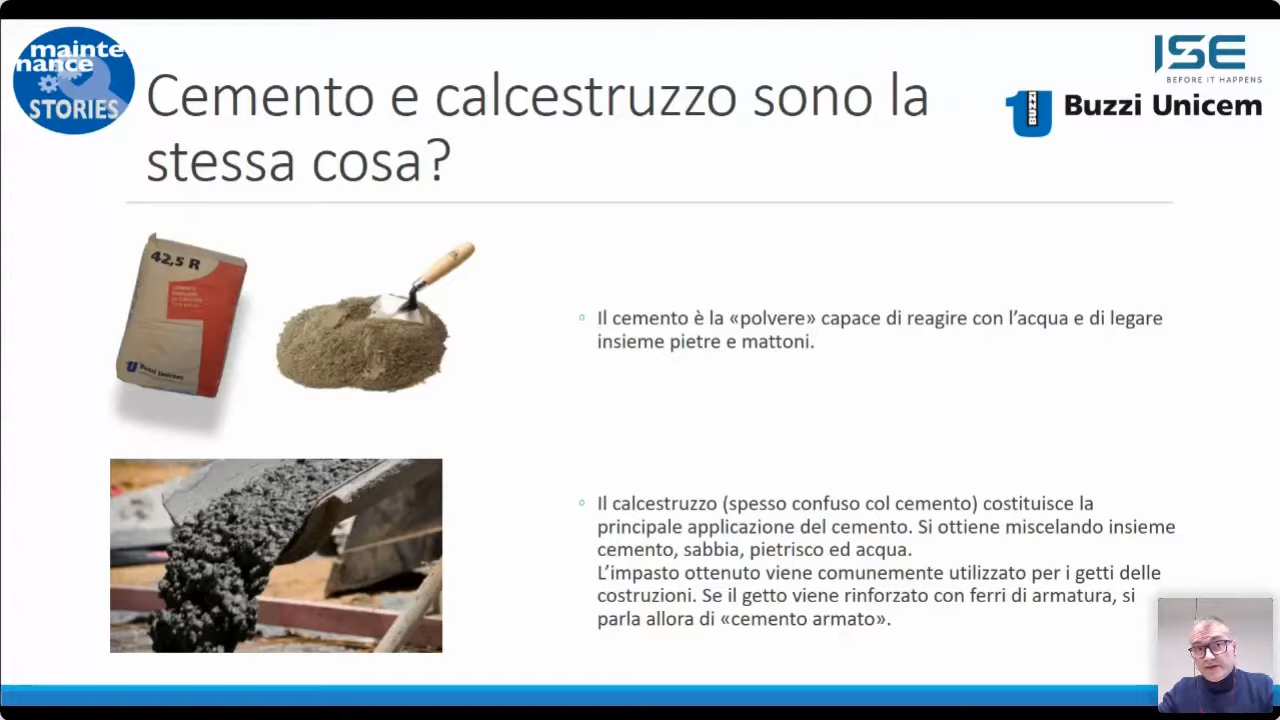 mainte
nance
STORIES
Cemento e calcestruzzo sono la
stessa cosa?
ISE
BEFORE IT HAPPENS
BUZZI
Buzzi Unicem
42,5 R
Buzzi Unicem
Il cemento è la «polvere» capace di reagire con l'acqua e di legare
insieme pietre e mattoni.
Il calcestruzzo (spesso confuso col cemento) costituisce la
principale applicazione del cemento. Si ottiene miscelando insieme
cemento, sabbia, pietrisco ed acqua.
L'impasto ottenuto viene comunemente utilizzato per i getti delle
costruzioni. Se il getto viene rinforzato con ferri di armatura, si
parla allora di «cemento armato».